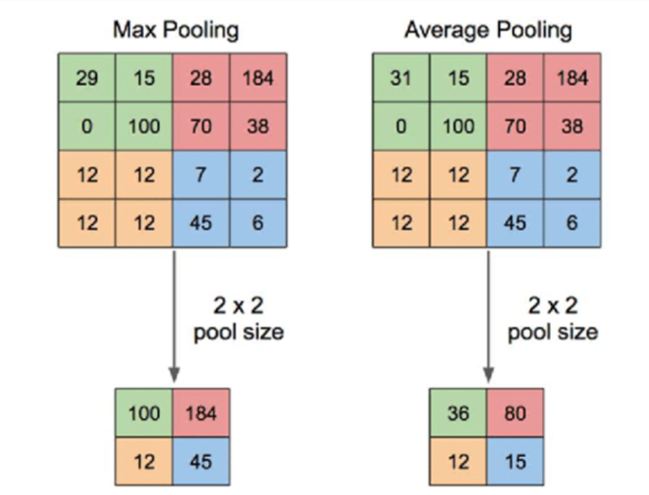 Max Pooling
29 15 28 184
0 100 70 38
12 12 7 2
12 12 45 6
2 x 2
pool size
100 184
12 45
Average Pooling
31 15 28 184
0 100 70 38
12 12 7 2
12 12 45 6
2 x 2
pool size
36 80
12 15